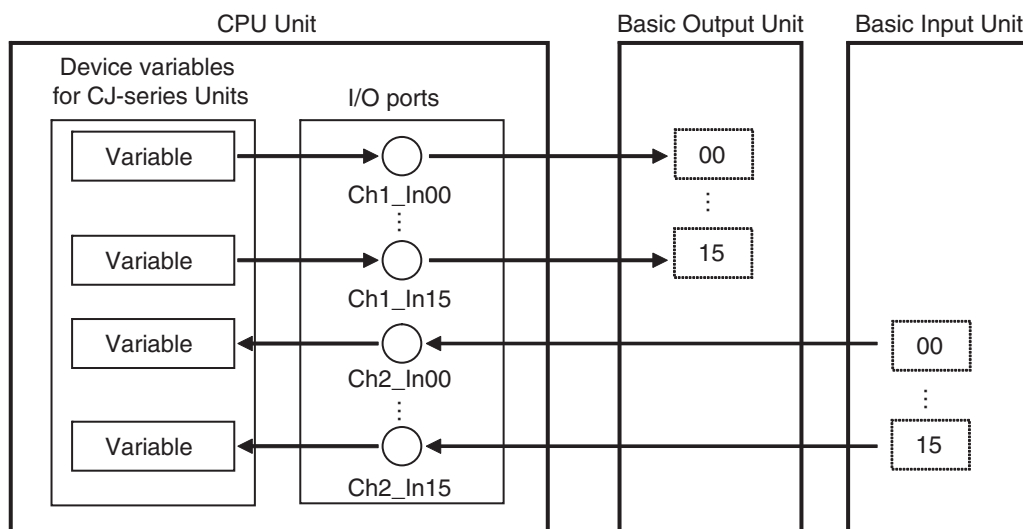 CPU Unit
Basic Output Unit
Basic Input Unit
Device variables
for CJ-series Units
I/O ports
Variable
Ch1_In00
00
Variable
Ch1_In15
15
Variable
Ch2_In00
00
Variable
Ch2_In15
15